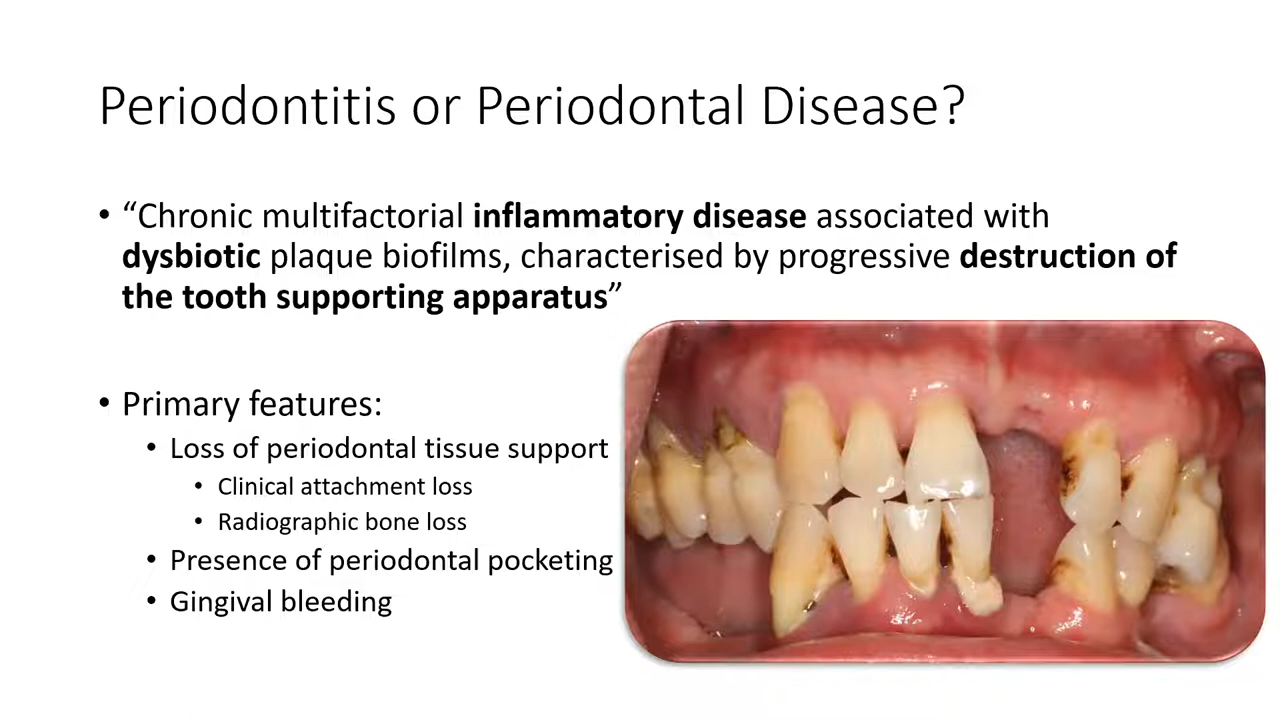 Periodontitis or Periodontal Disease?
• “Chronic multifactorial inflammatory disease associated with
dysbiotic plaque biofilms, characterised by progressive destruction of
the tooth supporting apparatus”
• Primary features:
• Loss of periodontal tissue support
• Clinical attachment loss
• Radiographic bone loss
• Presence of periodontal pocketing
• Gingival bleeding